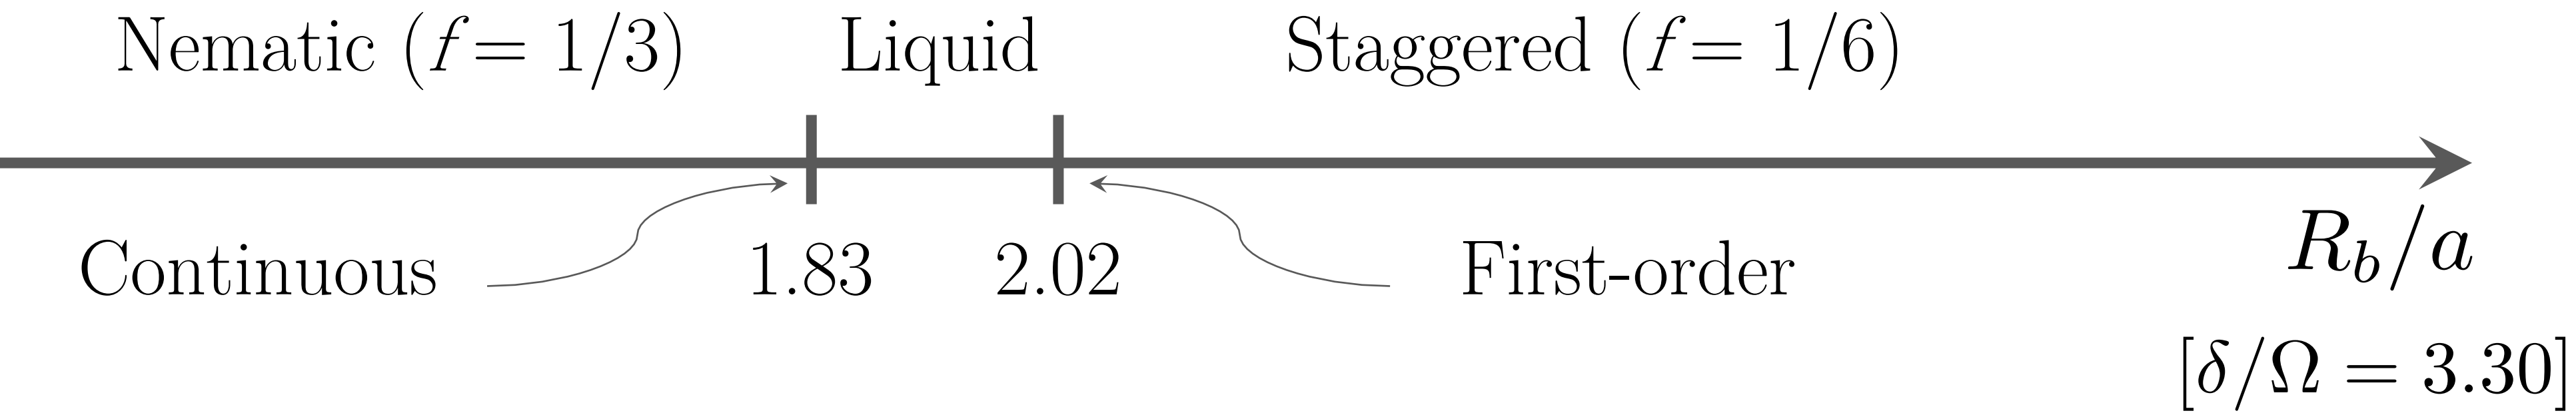 Nematic (f = 1/3) Liquid Staggered (f = 1/6)
Continuous 1.83 2.02 First-order R_b/a
[δ/Ω = 3.30]